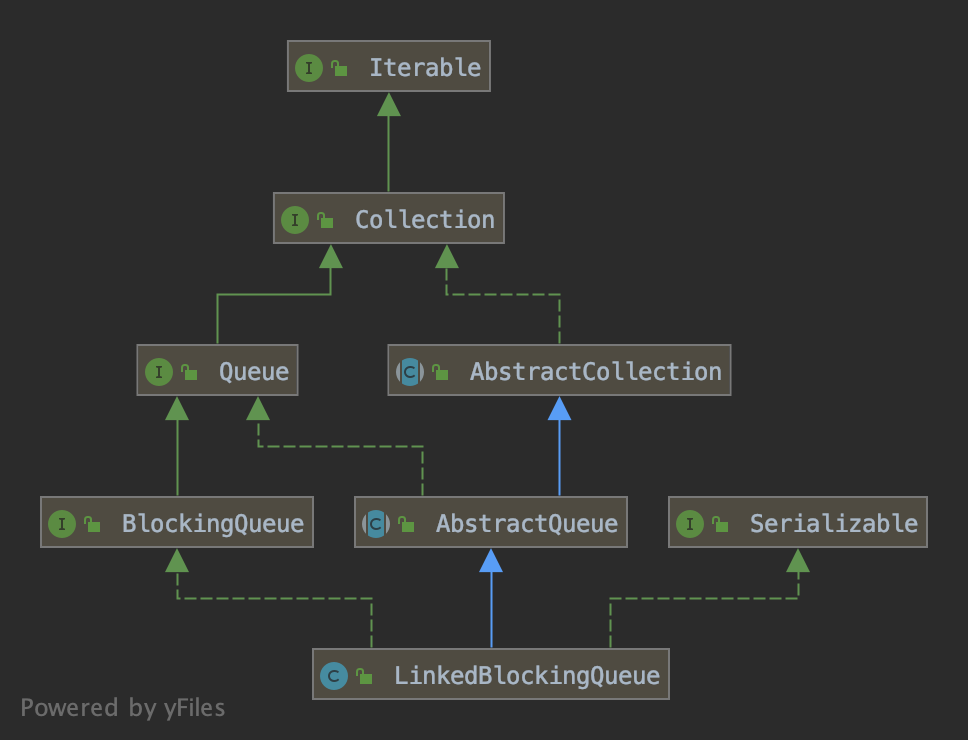 I Iterable
I Collection
I Queue
C AbstractCollection
I BlockingQueue
C AbstractQueue
I Serializable
C LinkedBlockingQueue
Powered by yFiles